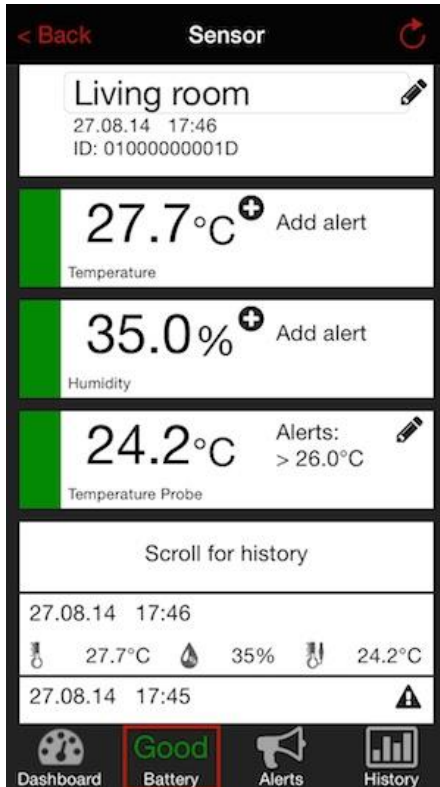 < Back Sensor
Living room
27.08.14 17:46
ID: 01000000001D
27.7°C Add alert
Temperature
35.0% Add alert
Humidity
24.2°C Alerts:
> 26.0°C
Temperature Probe
Scroll for history
27.08.14 17:46
27.7°C 35% 24.2°C
27.08.14 17:45
Good
Dashboard Battery Alerts History